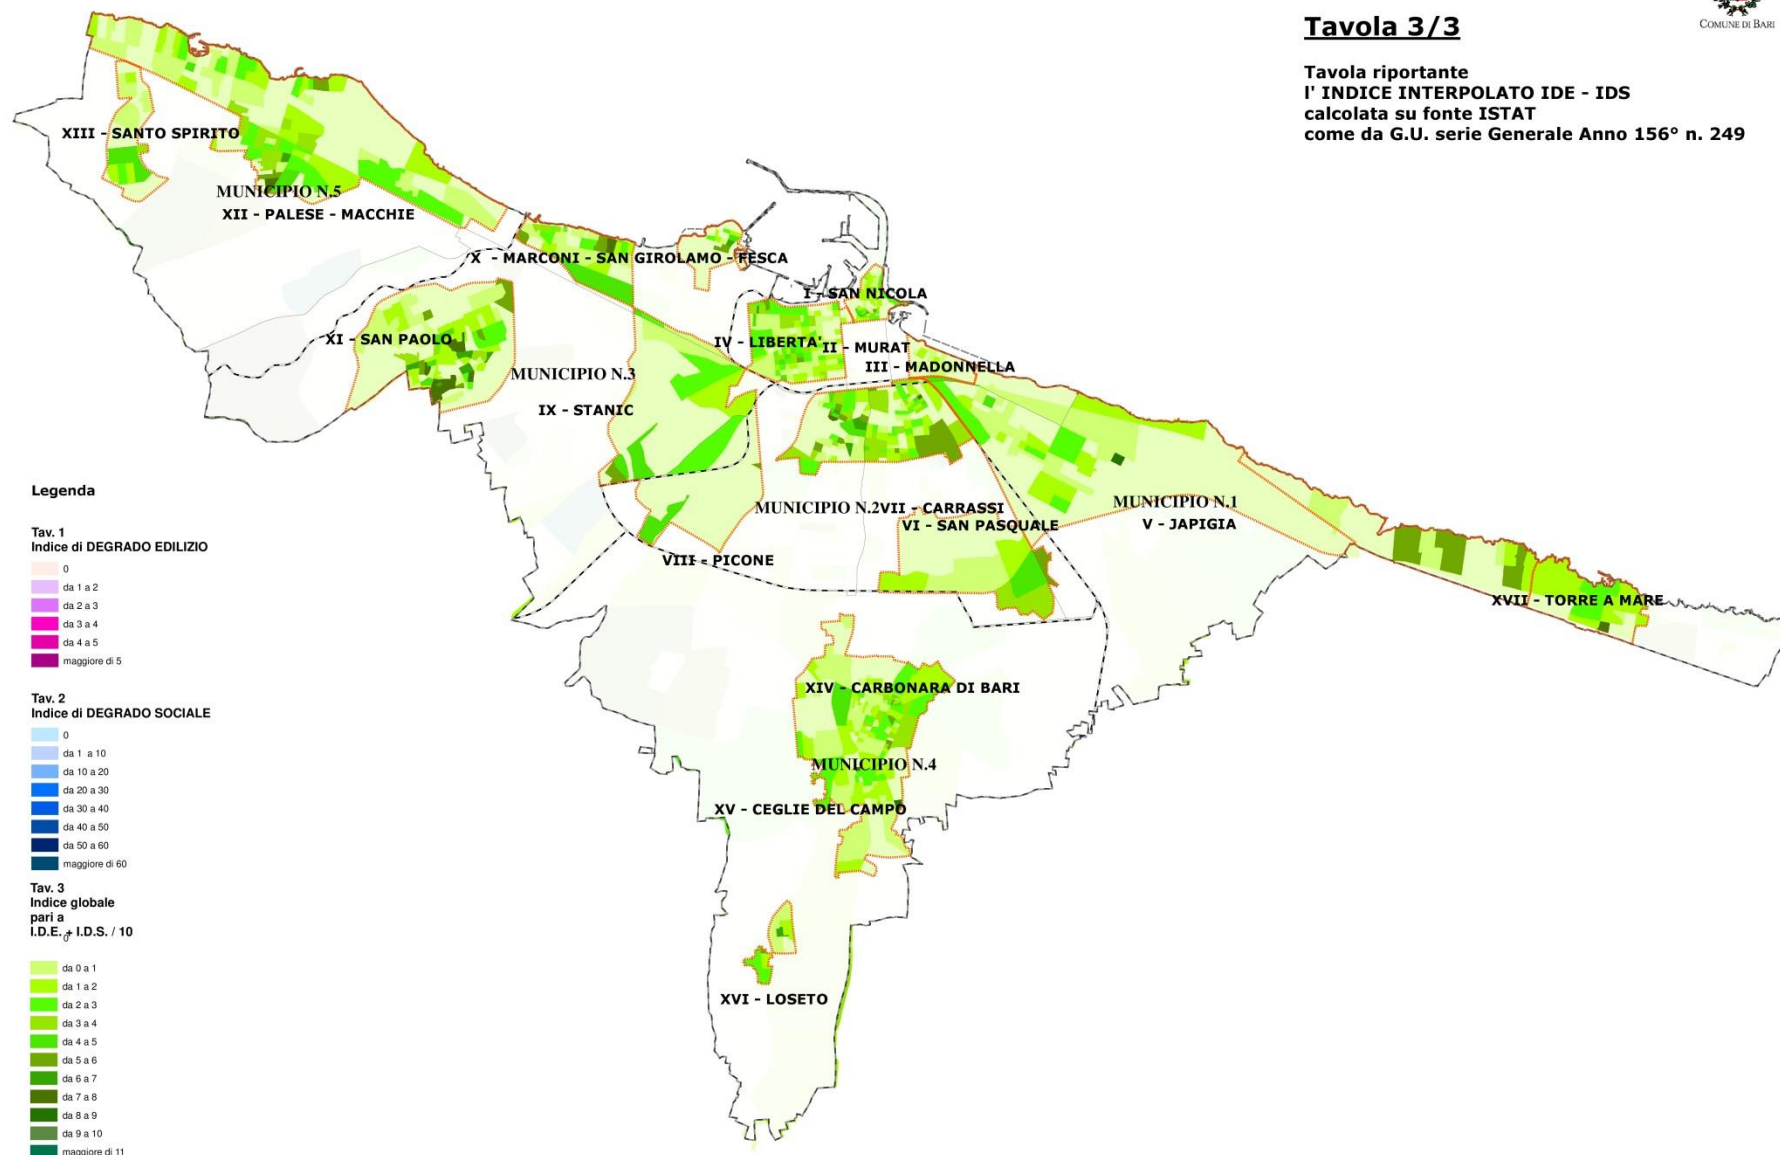 COMUNE DI BARI
Tavola 3/3
Tavola riportante
l' INDICE INTERPOLATO IDE - IDS
calcolata su fonte ISTAT
come da G.U. serie Generale Anno 156° n. 249
XIII - SANTO SPIRITO
MUNICIPIO N.5
XII - PALESE - MACCHIE
X - MARCONI - SAN GIROLAMO - FESCA
I - SAN NICOLA
XI - SAN PAOLO
IV - LIBERTA'
II - MURAT
III - MADONNELLA
MUNICIPIO N.3
IX - STANIC
MUNICIPIO N.2
VII - CARRASSI
MUNICIPIO N.1
VI - SAN PASQUALE
V - JAPIGIA
VIII - PICONE
XVII - TORRE A MARE
XIV - CARBONARA DI BARI
MUNICIPIO N.4
XV - CEGLIE DEL CAMPO
XVI - LOSETO
Legenda
Tav. 1
Indice di DEGRADO EDILIZIO
0
da 1 a 2
da 2 a 3
da 3 a 4
da 4 a 5
maggiore di 5
Tav. 2
Indice di DEGRADO SOCIALE
0
da 1 a 10
da 10 a 20
da 20 a 30
da 30 a 40
da 40 a 50
da 50 a 60
maggiore di 60
Tav. 3
Indice globale
pari a
I.D.E. + I.D.S. / 10
0
da 0 a 1
da 1 a 2
da 2 a 3
da 3 a 4
da 4 a 5
da 5 a 6
da 6 a 7
da 7 a 8
da 8 a 9
da 9 a 10
maggiore di 11